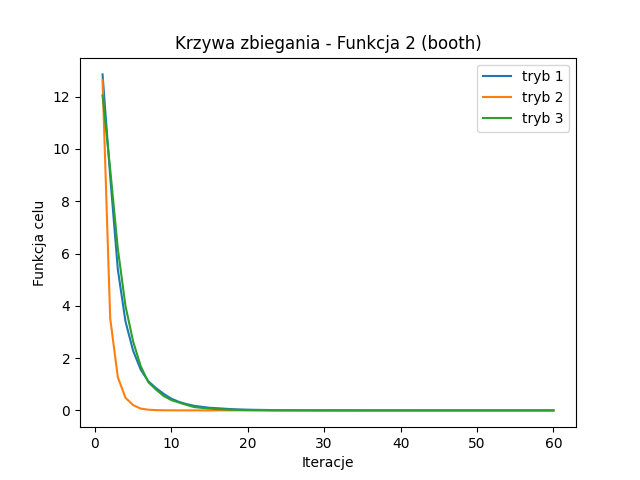 Krzywa zbiegania - Funkcja 2 (booth)
tryb 1
tryb 2
tryb 3
Funkcja celu
12
10
8
6
4
2
0
0 10 20 30 40 50 60
Iteracje